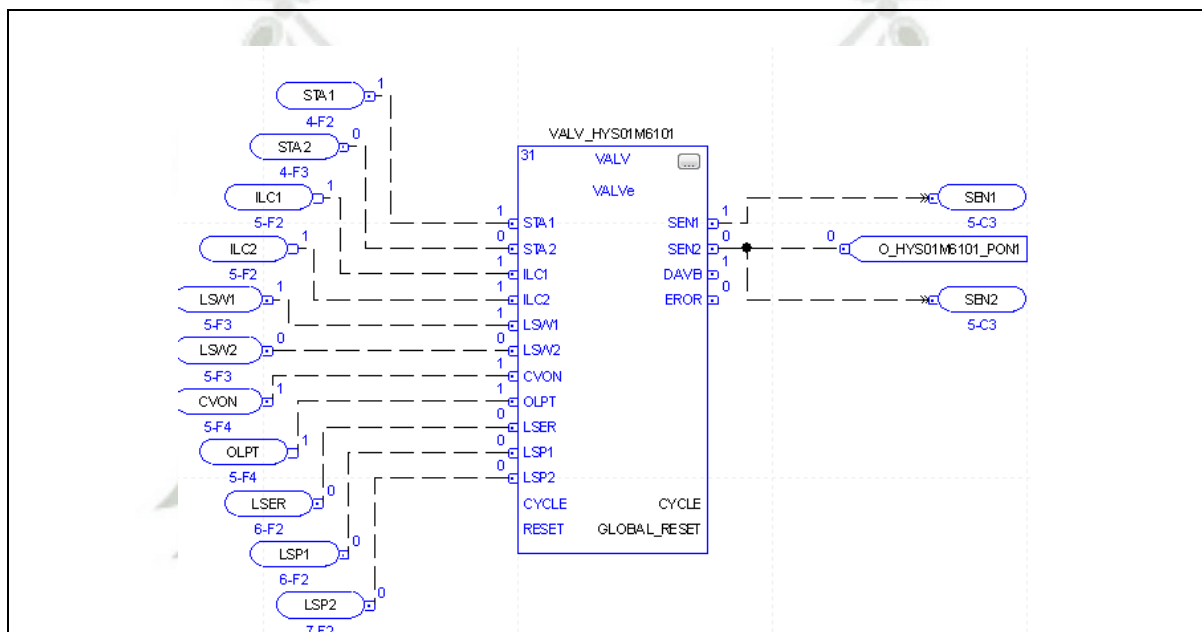 STA1
1
4-F2
STA2
0
4-F3
ILC1
1
5-F2
ILC2
1
5-F2
LSW1
1
5-F3
LSW2
0
5-F3
CVON
1
5-F4
OLPT
1
5-F4
LSER
0
6-F2
LSP1
0
6-F2
LSP2
0
7-F2
VALV_HYS01M6101
31 VALV ...
VALVe
1 STA1 SEN1 1
0 STA2 SEN2 0
1 ILC1 DAVB 1
1 ILC2 EROR 0
1 LSW1
0 LSW2
1 CVON
1 OLPT
0 LSER
0 LSP1
0 LSP2
CYCLE CYCLE
RESET GLOBAL_RESET
SEN1
5-C3
0 O_HYS01M6101_PON1
SEN2
5-C3